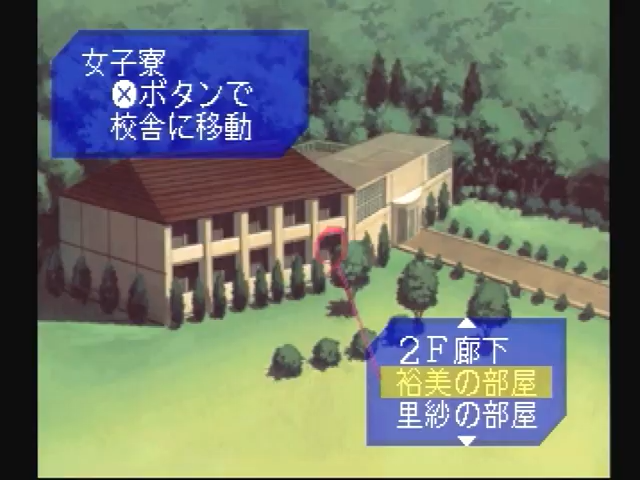 女子寮
ⓧボタンで
校舎に移動
2F廊下
裕美の部屋
里紗の部屋